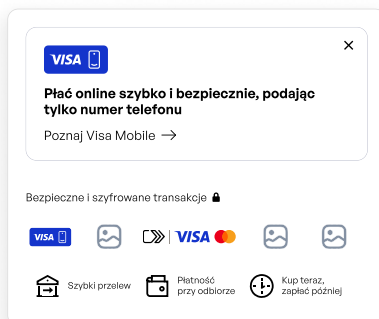 VISA
Płać online szybko i bezpiecznie, podając
tylko numer telefonu
Poznaj Visa Mobile
Bezpieczne i szyfrowane transakcje
VISA VISA
Szybki przelew
Płatność
przy odbiorze
Kup teraz,
zapłać później